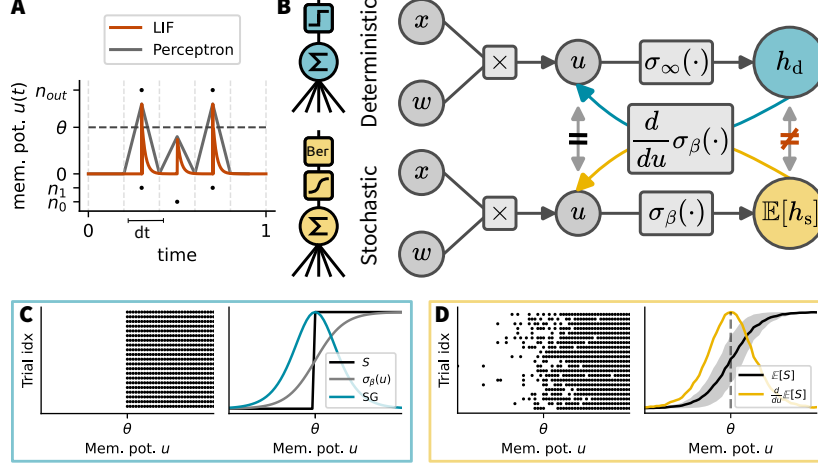 A
LIF
Perceptron
mem. pot. u(t)
n_out
θ
0
n_1
n_0
0
1
dt
time
B
Σ
Ber
Σ
Deterministic
Stochastic
x
w
×
u
σ_∞(·)
h_d
=
d/du σ_β(·)
≠
x
w
×
u
σ_β(·)
𝔼[h_s]
C
Trial idx
θ
Mem. pot. u
S
σ_β(u)
SG
θ
Mem. pot. u
D
Trial idx
θ
Mem. pot. u
𝔼[S]
d/du 𝔼[S]
θ
Mem. pot. u